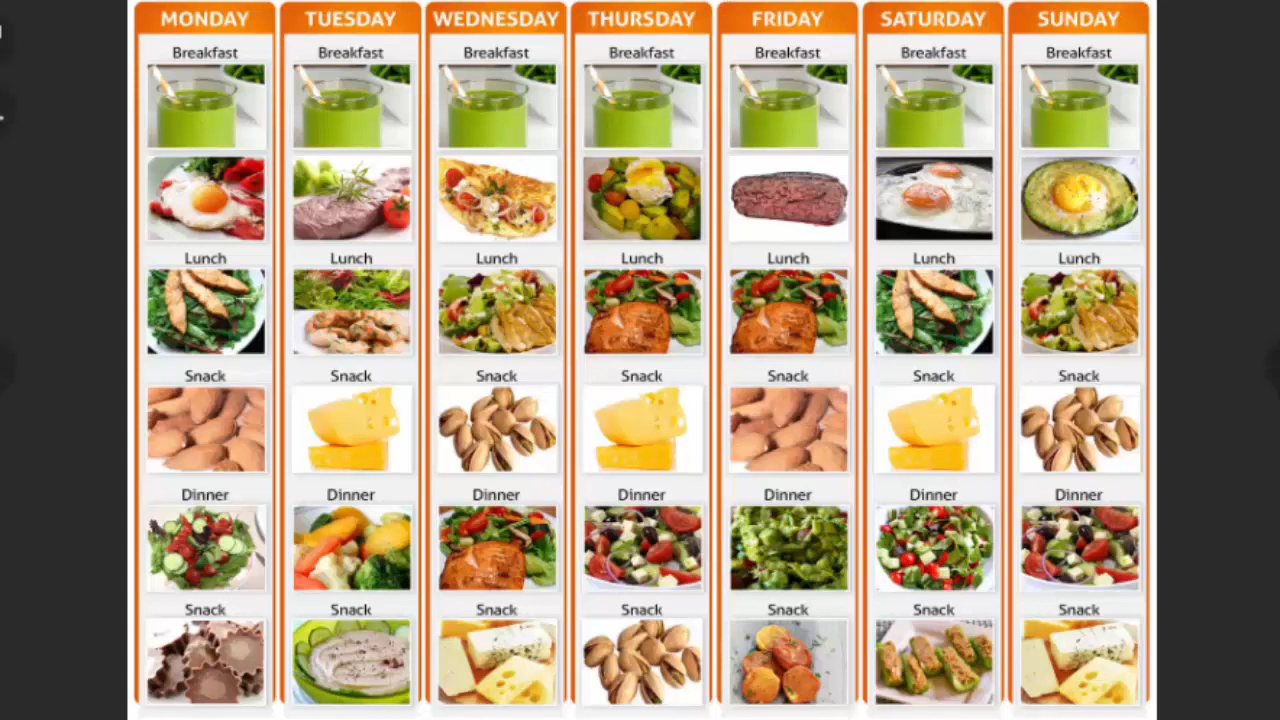 MONDAY TUESDAY WEDNESDAY THURSDAY FRIDAY SATURDAY SUNDAY
Breakfast Breakfast Breakfast Breakfast Breakfast Breakfast Breakfast
Lunch Lunch Lunch Lunch Lunch Lunch Lunch
Snack Snack Snack Snack Snack Snack Snack
Dinner Dinner Dinner Dinner Dinner Dinner Dinner
Snack Snack Snack Snack Snack Snack Snack